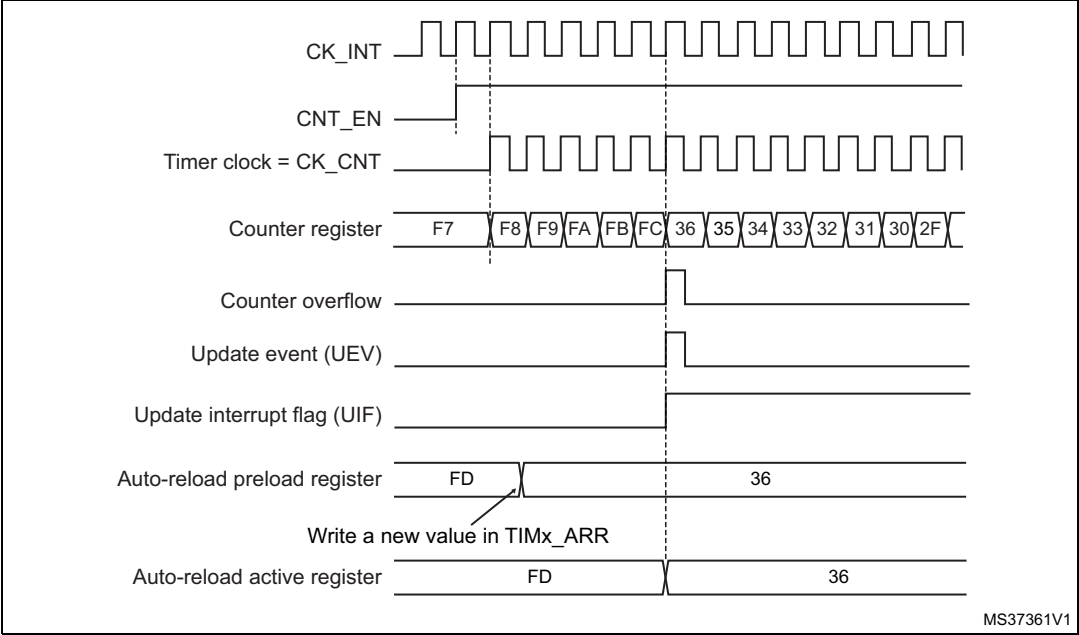 CK_INT
CNT_EN
Timer clock = CK_CNT
Counter register F7 F8 F9 FA FB FC 36 35 34 33 32 31 30 2F
Counter overflow
Update event (UEV)
Update interrupt flag (UIF)
Auto-reload preload register FD 36
Write a new value in TIMx_ARR
Auto-reload active register FD 36
MS37361V1